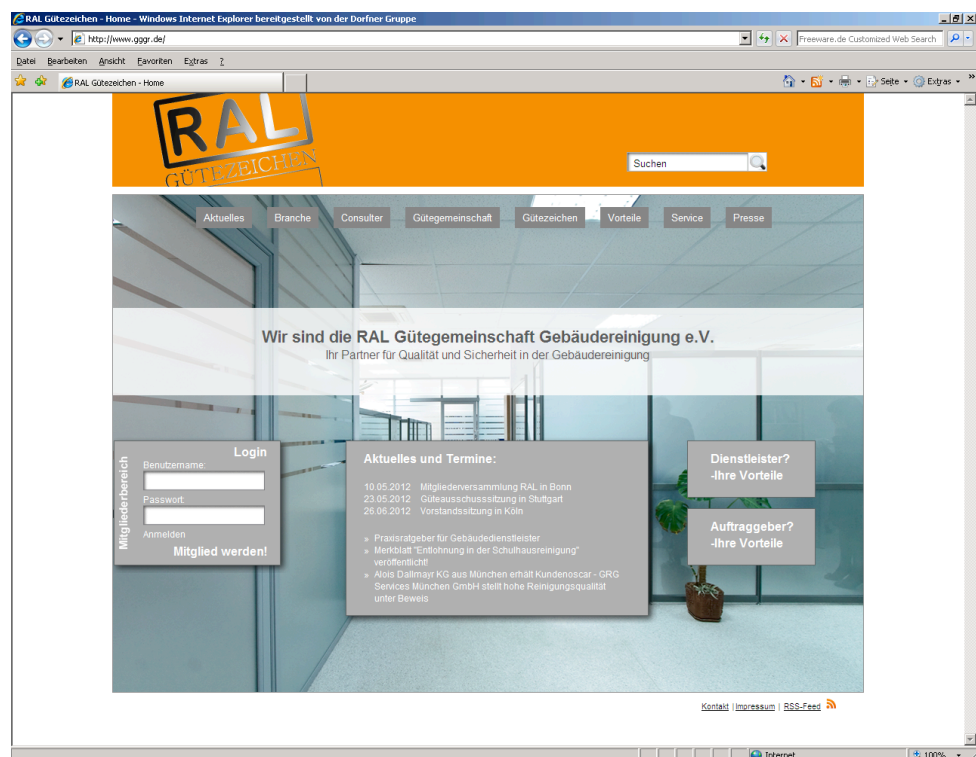 RAL Gütezeichen - Home - Windows Internet Explorer bereitgestellt von der Dorfner Gruppe
http://www.gggr.de/
Freeware.de Customized Web Search
Datei Bearbeiten Ansicht Favoriten Extras ?
RAL Gütezeichen - Home
Seite Extras
RAL
GÜTEZEICHEN
Suchen
Aktuelles Branche Consulter Gütegemeinschaft Gütezeichen Vorteile Service Presse
Wir sind die RAL Gütegemeinschaft Gebäudereinigung e.V.
Ihr Partner für Qualität und Sicherheit in der Gebäudereinigung
Mitgliederbereich
Login
Benutzername:
Passwort:
Anmelden
Mitglied werden!
Aktuelles und Termine:
10.05.2012 Mitgliederversammlung RAL in Bonn
23.05.2012 Güteausschusssitzung in Stuttgart
26.06.2012 Vorstandssitzung in Köln
» Praxisratgeber für Gebäudedienstleister
» Merkblatt "Entlohnung in der Schulhausreinigung"
veröffentlicht!
» Alois Dallmayr KG aus München erhält Kundenoscar - GRG
Services München GmbH stellt hohe Reinigungsqualität
unter Beweis
Dienstleister?
-Ihre Vorteile
Auftraggeber?
-Ihre Vorteile
Kontakt | Impressum | RSS-Feed
Internet 100%